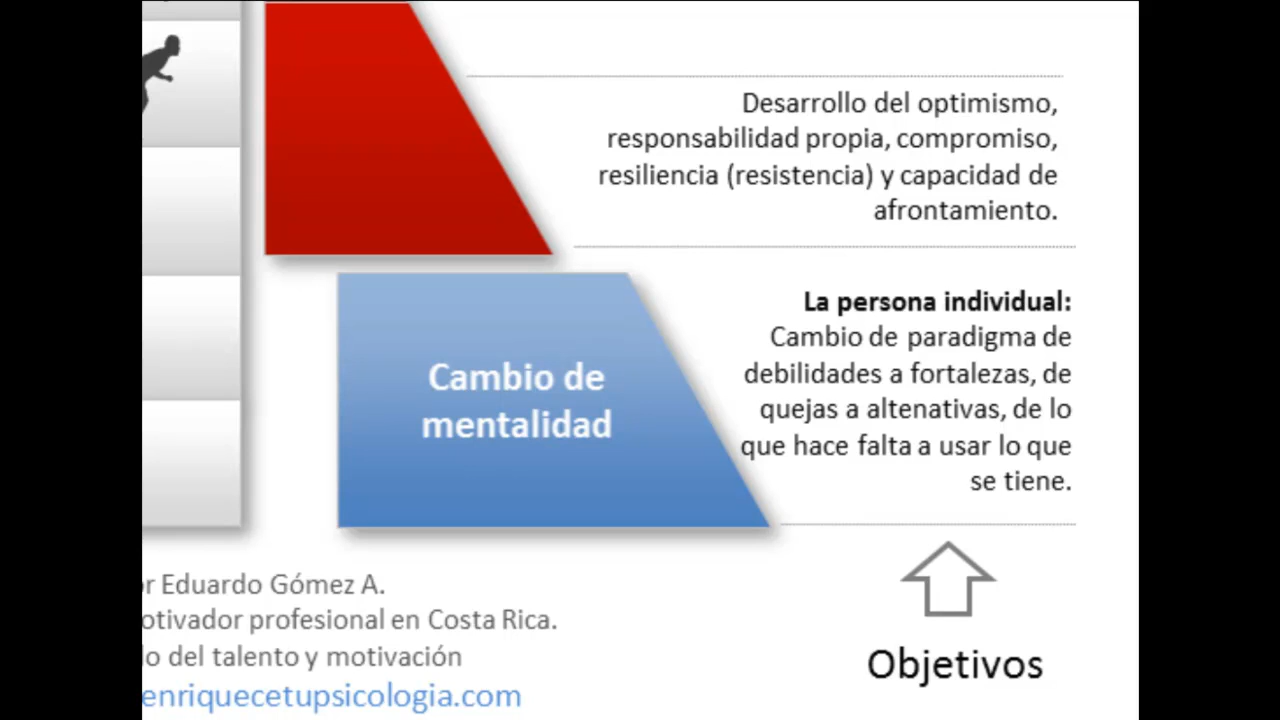 Desarrollo del optimismo,
responsabilidad propia, compromiso,
resiliencia (resistencia) y capacidad de
afrontamiento.
La persona individual:
Cambio de paradigma de
debilidades a fortalezas, de
quejas a altenativas, de lo
que hace falta a usar lo que
se tiene.
Cambio de
mentalidad
Eduardo Gómez A.
profesional en Costa Rica.
del talento y motivación
enriquecetupsicologia.com
Objetivos